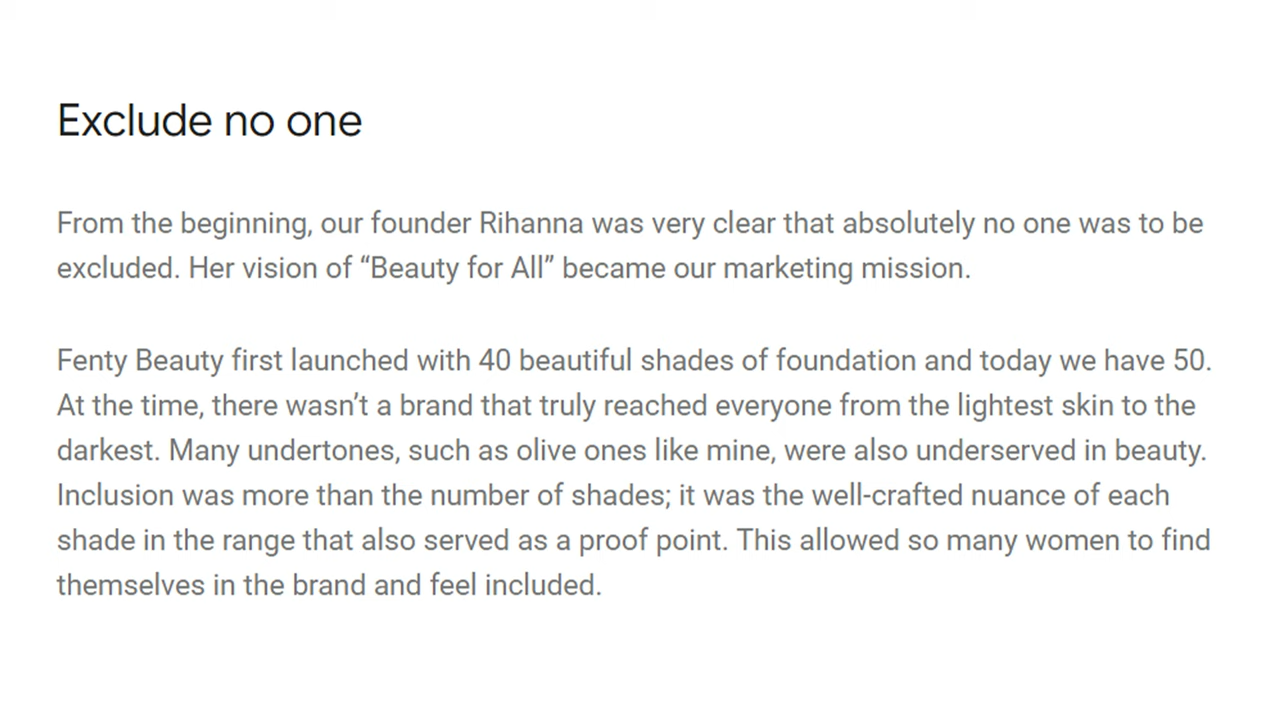 Exclude no one
From the beginning, our founder Rihanna was very clear that absolutely no one was to be
excluded. Her vision of “Beauty for All” became our marketing mission.
Fenty Beauty first launched with 40 beautiful shades of foundation and today we have 50.
At the time, there wasn’t a brand that truly reached everyone from the lightest skin to the
darkest. Many undertones, such as olive ones like mine, were also underserved in beauty.
Inclusion was more than the number of shades; it was the well-crafted nuance of each
shade in the range that also served as a proof point. This allowed so many women to find
themselves in the brand and feel included.